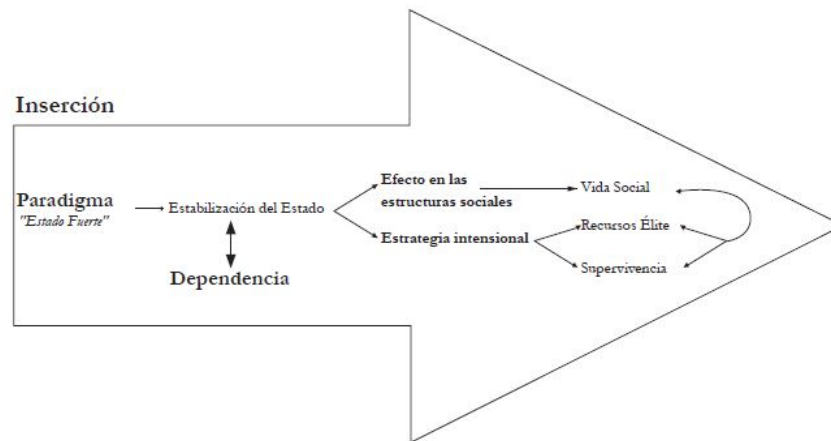 Inserción
Paradigma
"Estado Fuerte"
Estabilización del Estado
Dependencia
Efecto en las
estructuras sociales
Estrategia intensional
Vida Social
Recursos Élite
Supervivencia